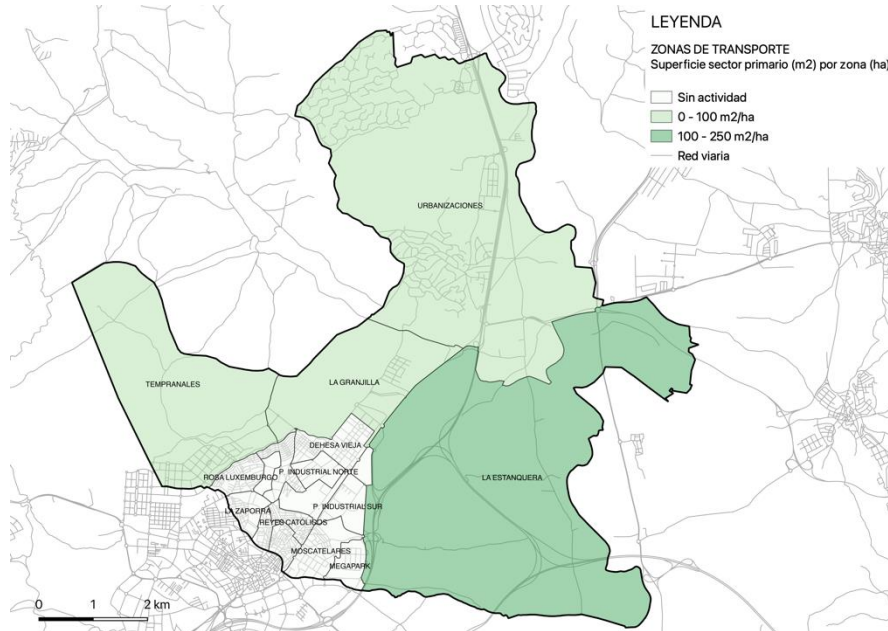 LEYENDA
ZONAS DE TRANSPORTE
Superficie sector primario (m2) por zona (ha)
Sin actividad
0 - 100 m2/ha
100 - 250 m2/ha
Red viaria
URBANIZACIONES
TEMPRANALES
LA GRANJILLA
DEHESA VIEJA
ROSA LUXEMBURGO
P INDUSTRIAL NORTE
LA ESTANQUERA
LA ZAPORRA
P INDUSTRIAL SUR
REYES CATÓLISOS
MOSCATELARES
MEGAPARK
0 1 2 km